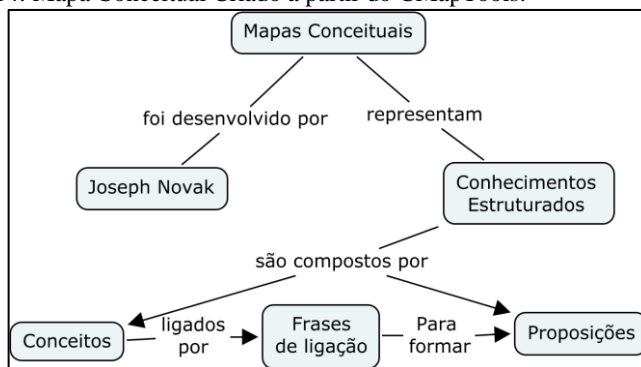 4. Mapa Conceitual Criado a partir do CMapTools.
Mapas Conceituais
foi desenvolvido por
representam
Joseph Novak
Conhecimentos
Estruturados
são compostos por
Conceitos
ligados
por
Frases
de ligação
Para
formar
Proposições